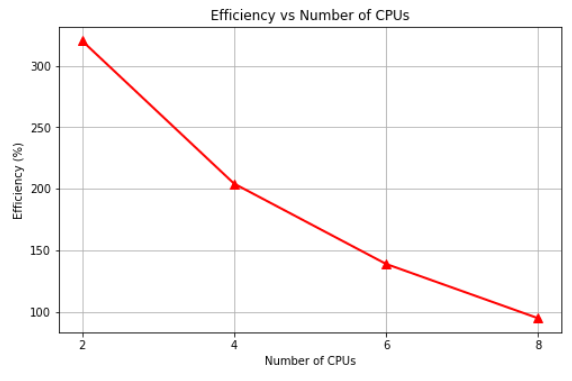 Efficiency vs Number of CPUs
Efficiency (%)
300
250
200
150
100
2 4 6 8
Number of CPUs